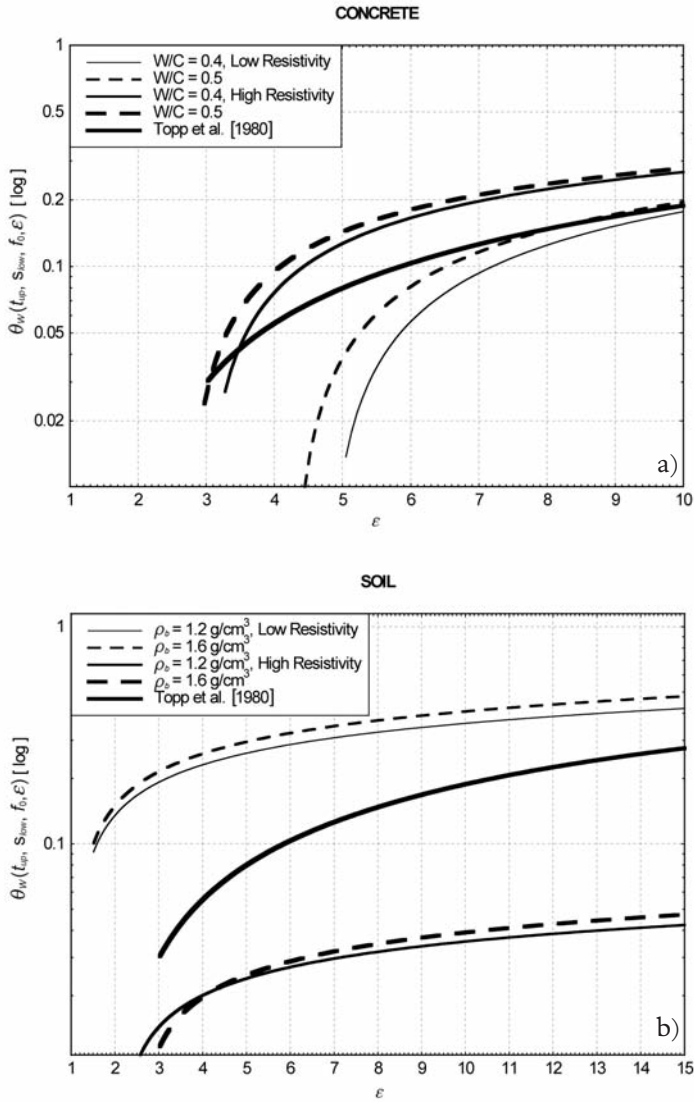 CONCRETE
W/C = 0.4, Low Resistivity
W/C = 0.5
W/C = 0.4, High Resistivity
W/C = 0.5
Topp et al. [1980]
θW(tup, slow, f0,ε) [log]
1
0.5
0.2
0.1
0.05
0.02
a)
1 2 3 4 5 6 7 8 9 10
ε
SOIL
ρb = 1.2 g/cm³, Low Resistivity
ρb = 1.6 g/cm³
ρb = 1.2 g/cm³, High Resistivity
ρb = 1.6 g/cm³
Topp et al. [1980]
θW(tup, slow, f0,ε) [log]
1
0.1
b)
1 2 3 4 5 6 7 8 9 10 11 12 13 14 15
ε